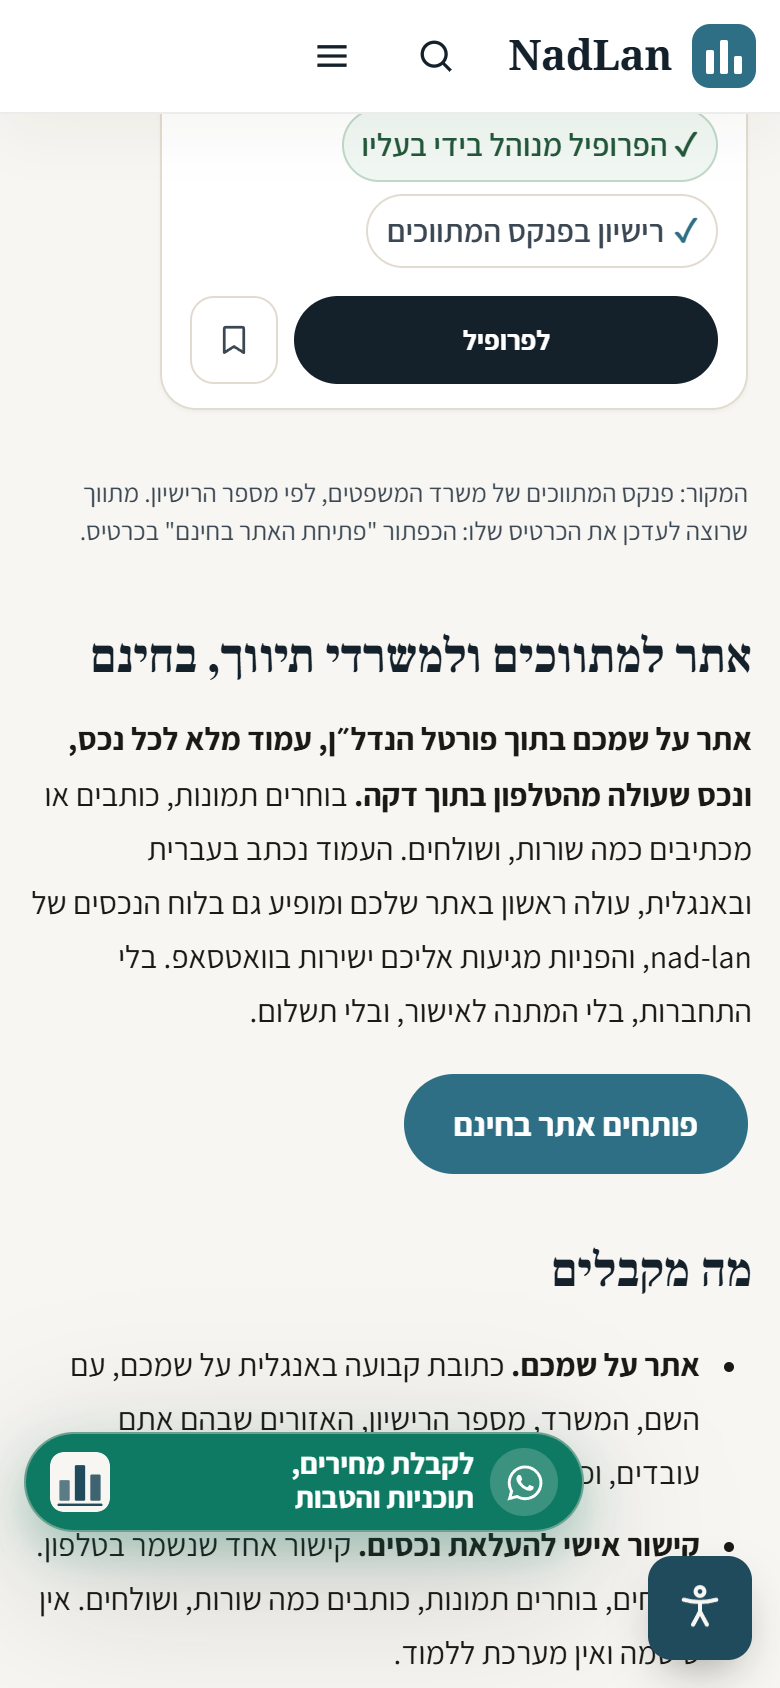 NadLan
✓ הפרופיל מנוהל בידי בעליו
✓ רישיון בפנקס המתווכים
לפרופיל
המקור: פנקס המתווכים של משרד המשפטים, לפי מספר הרישיון. מתווך
שרוצה לעדכן את הכרטיס שלו: הכפתור "פתיחת האתר בחינם" בכרטיס.
אתר למתווכים ולמשרדי תיווך, בחינם
אתר על שמכם בתוך פורטל הנדל״ן, עמוד מלא לכל נכס,
ונכס שעולה מהטלפון בתוך דקה. בוחרים תמונות, כותבים או
מכתיבים כמה שורות, ושולחים. העמוד נכתב בעברית
ובאנגלית, עולה ראשון באתר שלכם ומופיע גם בלוח הנכסים של
nad-lan, והפניות מגיעות אליכם ישירות בוואטסאפ. בלי
התחברות, בלי המתנה לאישור, ובלי תשלום.
פותחים אתר בחינם
מה מקבלים
• אתר על שמכם. כתובת קבועה באנגלית על שמכם, עם
השם, המשרד, מספר הרישיון, האזורים שבהם אתם
עובדים,
לקבלת מחירים,
תוכניות והטבות
• קישור אישי להעלאת נכסים. קישור אחד שנשמר בטלפון.
בוחרים תמונות, כותבים כמה שורות, ושולחים. אין
ואין מערכת ללמוד.